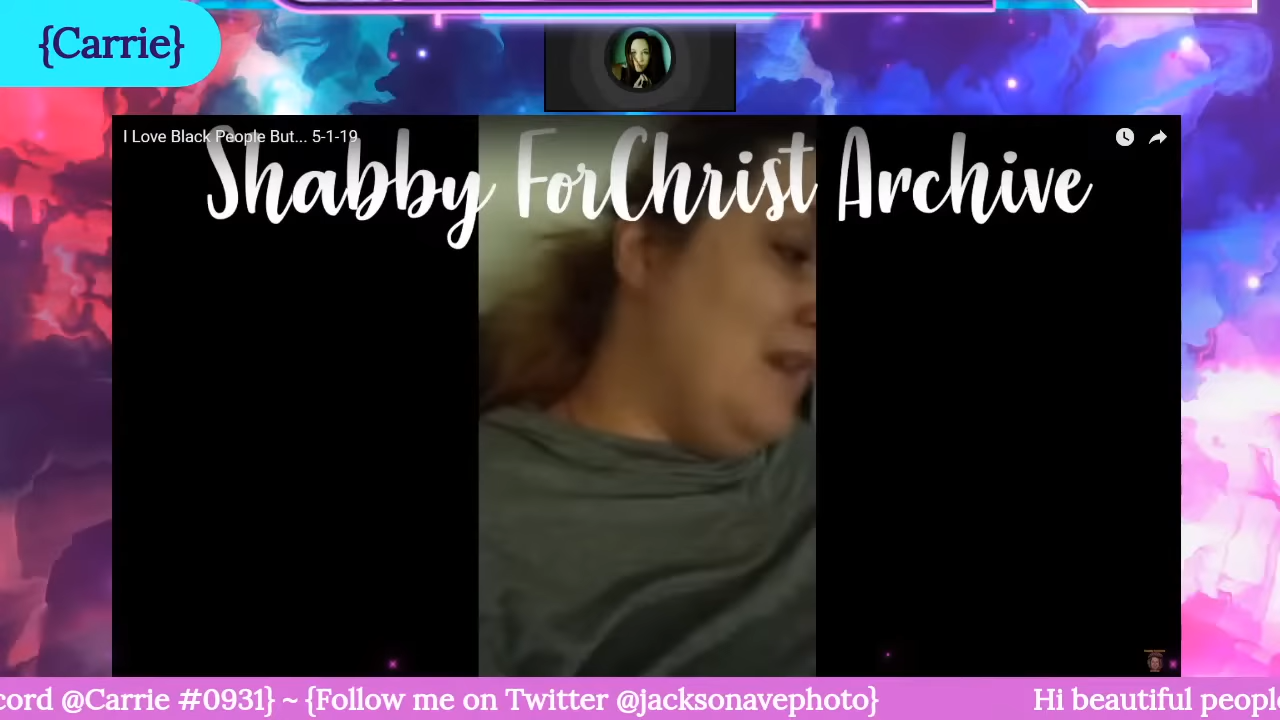 {Carrie}
I Love Black People But... 5-1-19
Shabby ForChrist Archive
cord @Carrie #0931} ~ {Follow me on Twitter @jacksonavephoto}
Hi beautiful peopl